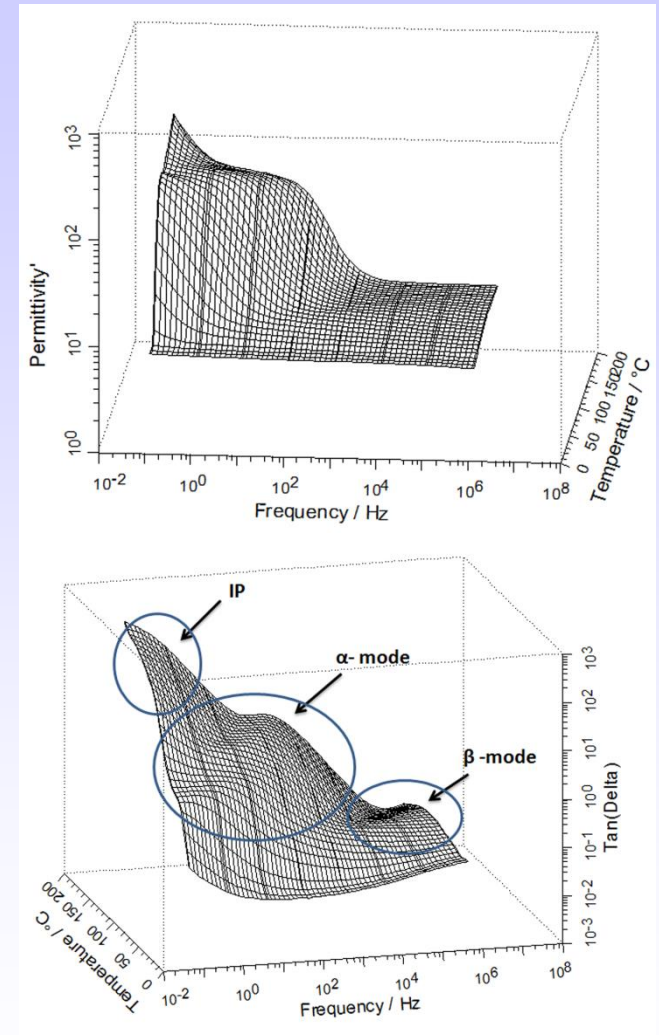 10³
10²
10¹
10⁰
Permittivity'
10⁻² 10⁰ 10² 10⁴ 10⁶ 10⁸
Frequency / Hz
0 50 100 150 200
Temperature / °C
IP
α- mode
β -mode
10³
10²
10¹
10⁰
10⁻¹
10⁻²
10⁻³
Tan(Delta)
200 150 100 50 0
Temperature / °C
10⁻² 10⁰ 10² 10⁴ 10⁶ 10⁸
Frequency / Hz